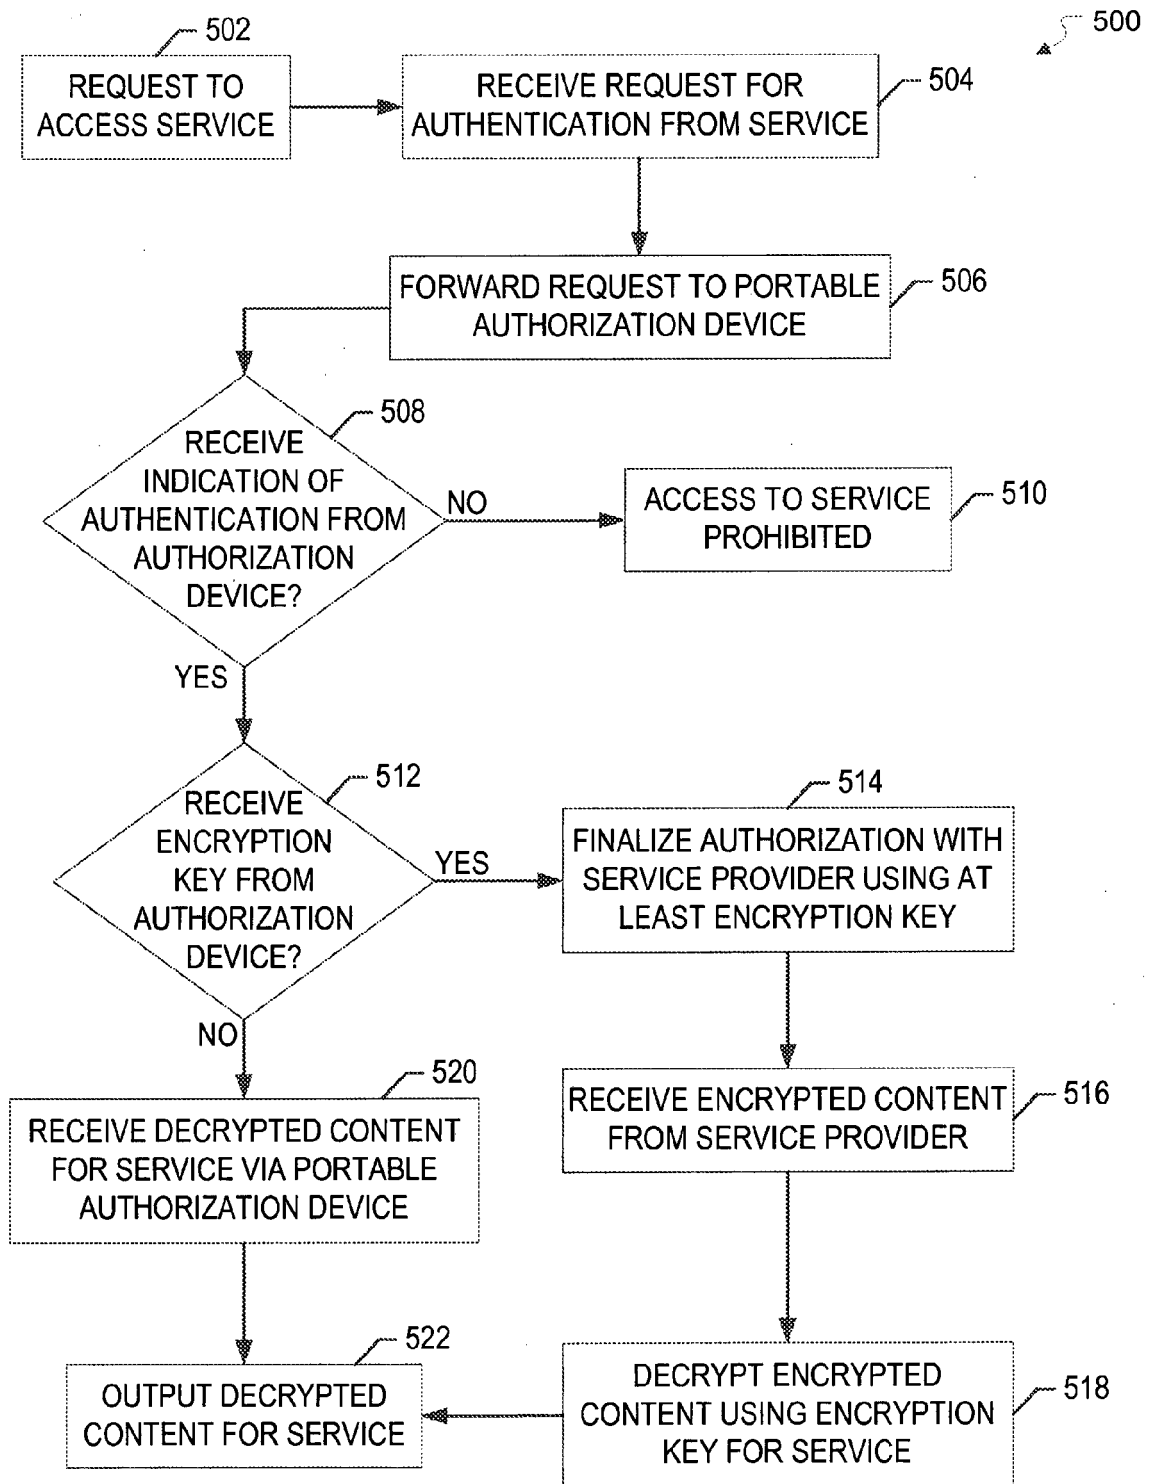 500
502
REQUEST TO
ACCESS SERVICE
504
RECEIVE REQUEST FOR
AUTHENTICATION FROM SERVICE
506
FORWARD REQUEST TO PORTABLE
AUTHORIZATION DEVICE
508
RECEIVE
INDICATION OF
AUTHENTICATION FROM
AUTHORIZATION
DEVICE?
NO
510
ACCESS TO SERVICE
PROHIBITED
YES
512
RECEIVE
ENCRYPTION
KEY FROM
AUTHORIZATION
DEVICE?
YES
514
FINALIZE AUTHORIZATION WITH
SERVICE PROVIDER USING AT
LEAST ENCRYPTION KEY
NO
516
RECEIVE ENCRYPTED CONTENT
FROM SERVICE PROVIDER
520
RECEIVE DECRYPTED CONTENT
FOR SERVICE VIA PORTABLE
AUTHORIZATION DEVICE
518
DECRYPT ENCRYPTED
CONTENT USING ENCRYPTION
KEY FOR SERVICE
522
OUTPUT DECRYPTED
CONTENT FOR SERVICE